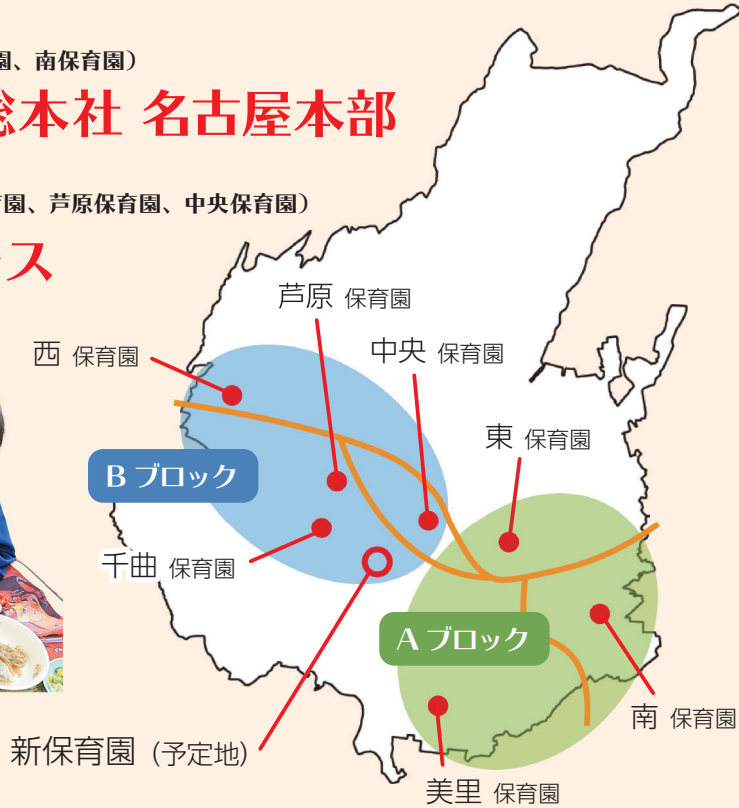 園、南保育園)
総本社 名古屋本部
園、芦原保育園、中央保育園)
ス
芦原 保育園
西 保育園
中央 保育園
東 保育園
B ブロック
千曲 保育園
A ブロック
南 保育園
新保育園 (予定地)
美里 保育園